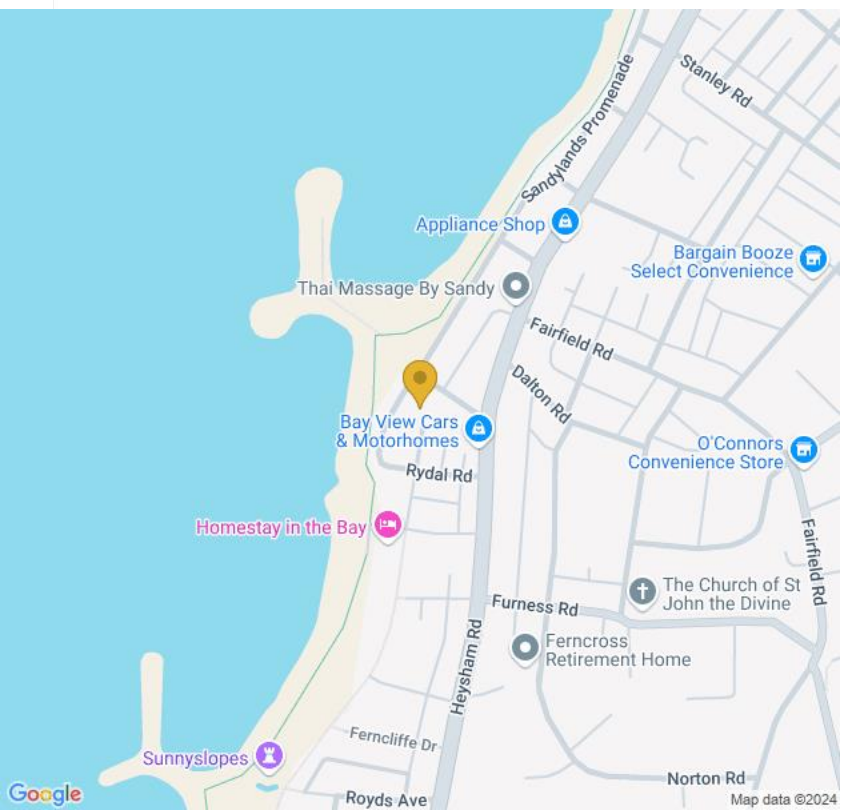 Stanley Rd
Sandylands Promenade
Appliance Shop
Bargain Booze
Select Convenience
Thai Massage By Sandy
Fairfield Rd
Dalton Rd
Bay View Cars
& Motorhomes
O'Connors
Convenience Store
Rydal Rd
Homestay in the Bay
Fairfield Rd
The Church of St
John the Divine
Furness Rd
Ferncross
Retirement Home
Heysham Rd
Ferncliffe Dr
Sunnyslopes
Norton Rd
Royds Ave
Google
Map data ©2024